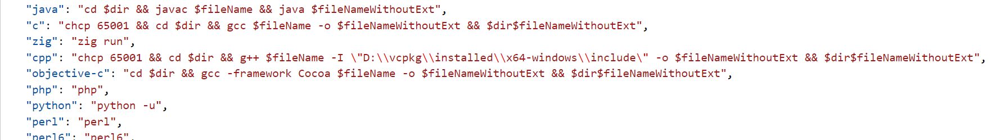 "java": "cd $dir && javac $fileName && java $fileNameWithoutExt",
"c": "chcp 65001 && cd $dir && gcc $fileName -o $fileNameWithoutExt && $dir$fileNameWithoutExt",
"zig": "zig run",
"cpp": "chcp 65001 && cd $dir && g++ $fileName -I \"D:\\vcpkg\\installed\\x64-windows\\include\" -o $fileNameWithoutExt && $dir$fileNameWithoutExt",
"objective-c": "cd $dir && gcc -framework Cocoa $fileName -o $fileNameWithoutExt && $dir$fileNameWithoutExt",
"php": "php",
"python": "python -u",
"perl": "perl",
"perl6": "perl6",